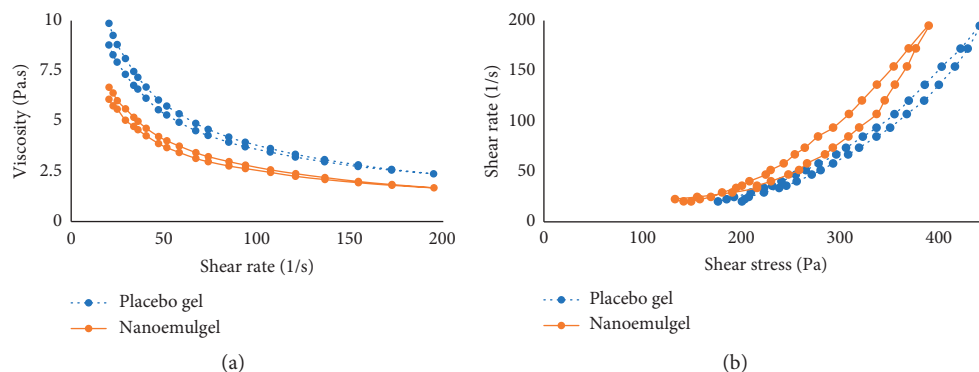 10
7.5
5
2.5
0
Viscosity (Pa.s)
0
50
100
150
200
Shear rate (1/s)
Placebo gel
Nanoemulgel
(a)
200
150
100
50
0
Shear rate (1/s)
0
100
200
300
400
Shear stress (Pa)
Placebo gel
Nanoemulgel
(b)